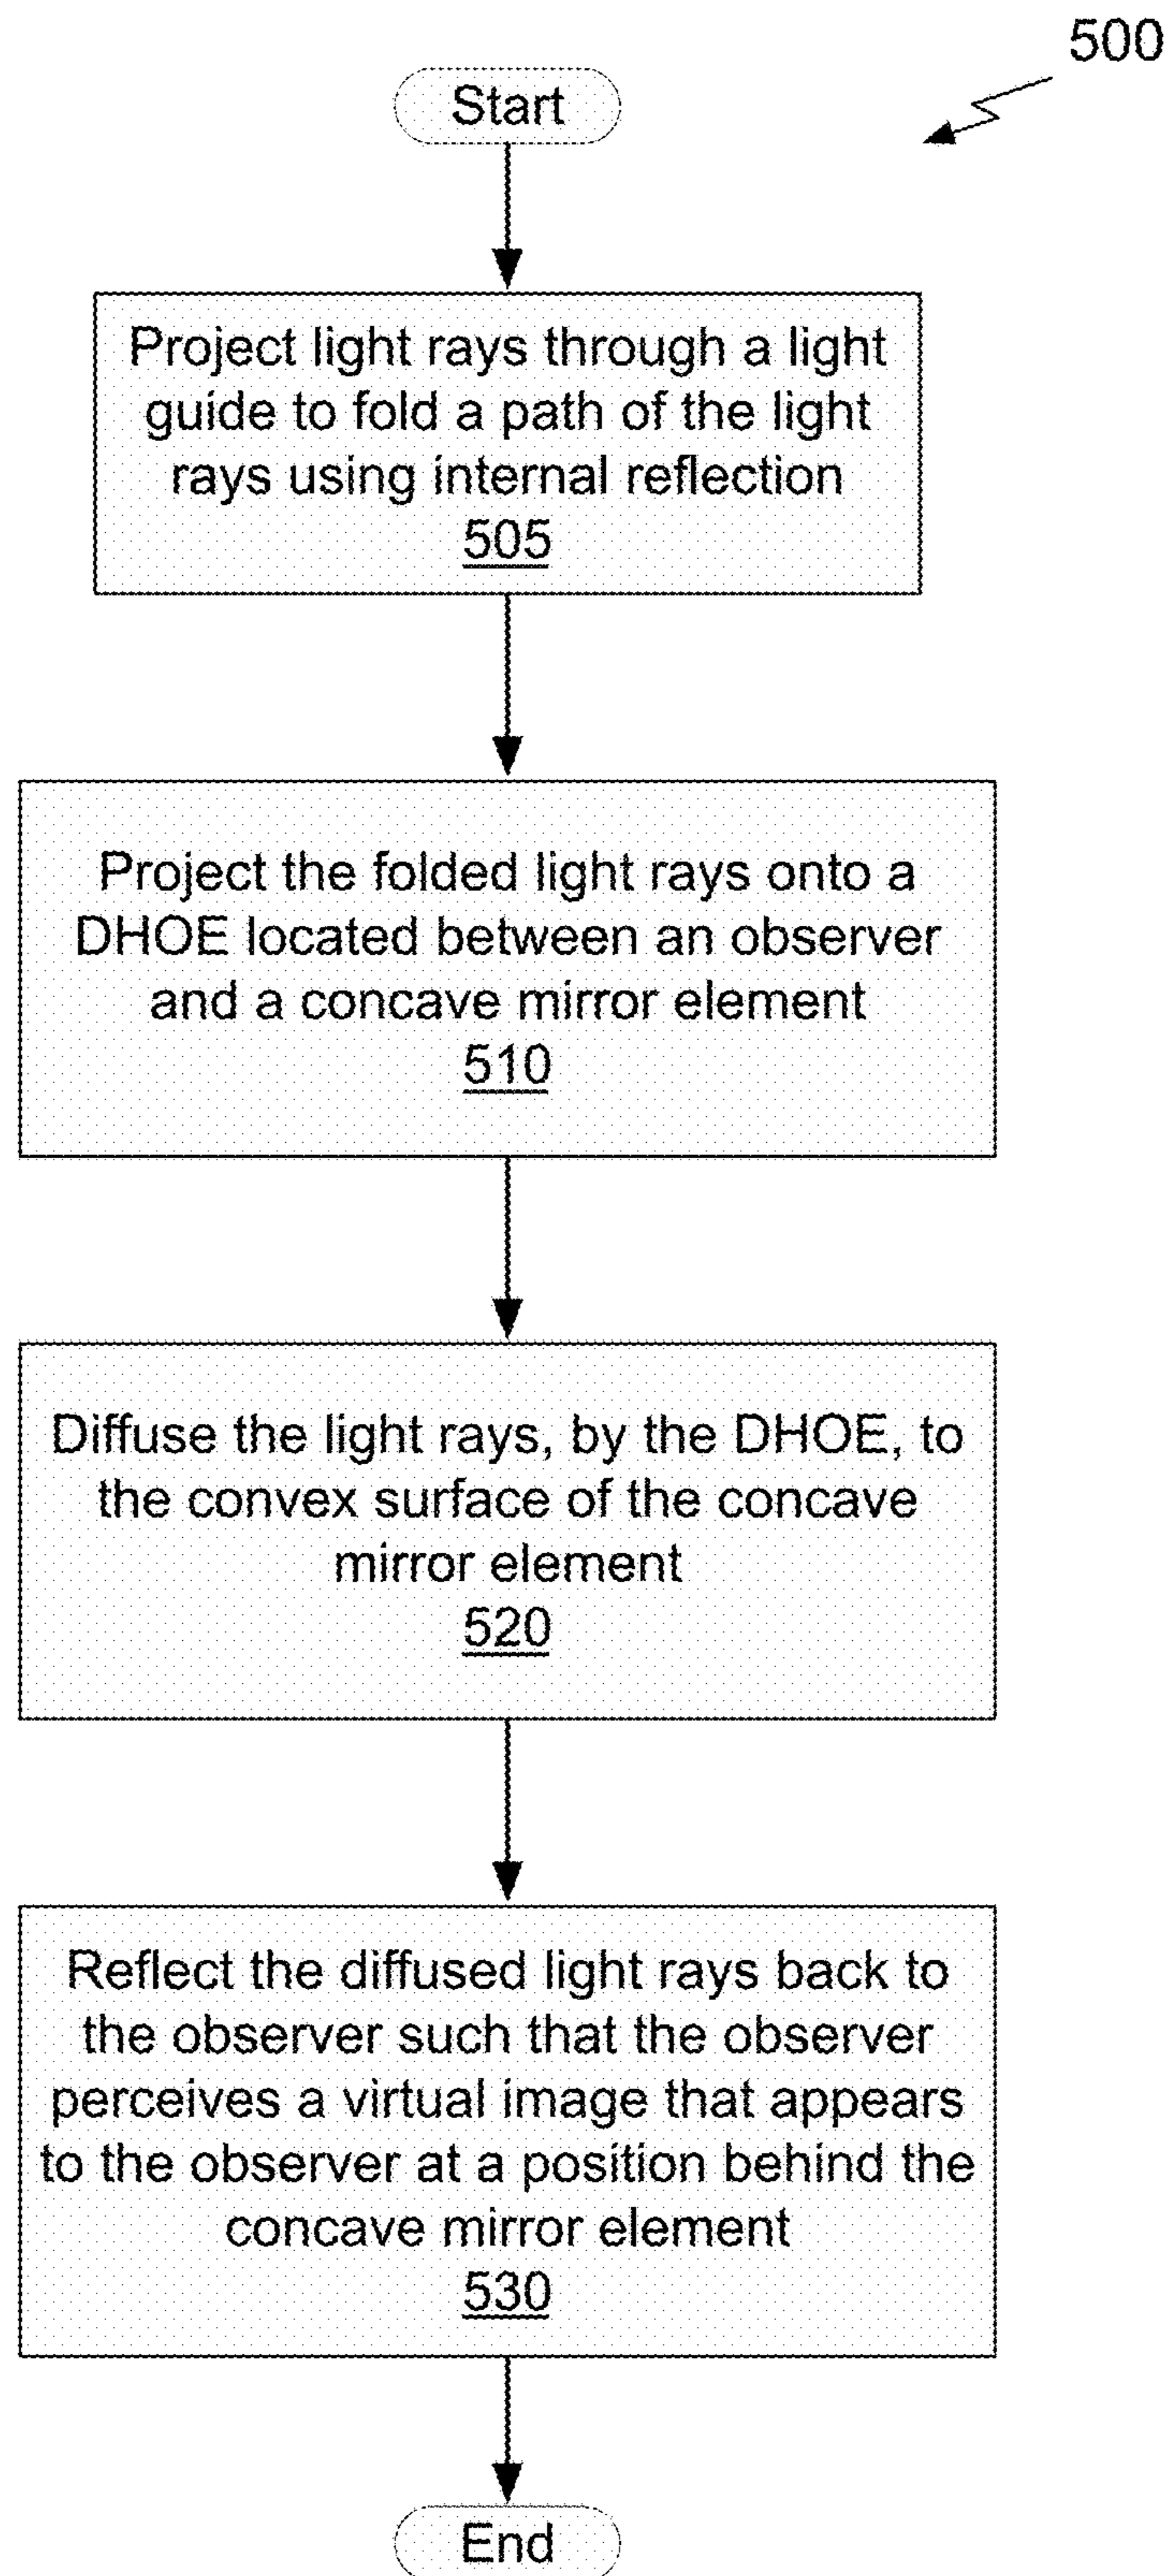 500
Start
Project light rays through a light
guide to fold a path of the light
rays using internal reflection
505
Project the folded light rays onto a
DHOE located between an observer
and a concave mirror element
510
Diffuse the light rays, by the DHOE, to
the convex surface of the concave
mirror element
520
Reflect the diffused light rays back to
the observer such that the observer
perceives a virtual image that appears
to the observer at a position behind the
concave mirror element
530
End